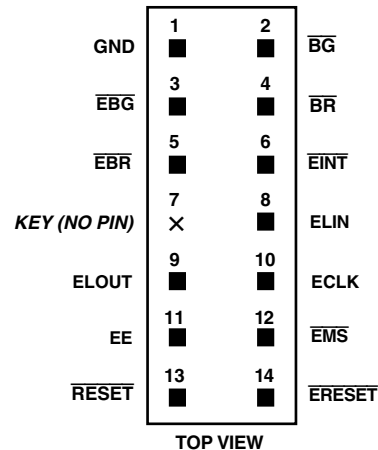 1 2
GND BG
3 4
EBG BR
5 6
EBR EINT
7 8
KEY (NO PIN) × ELIN
9 10
ELOUT ECLK
11 12
EE EMS
13 14
RESET ERESET
TOP VIEW